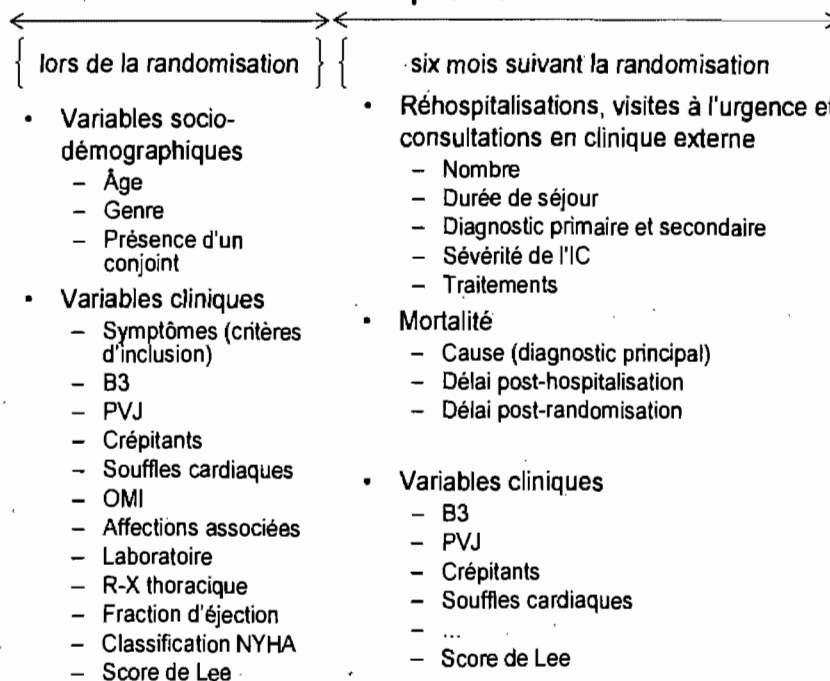 { lors de la randomisation }
• Variables socio-
démographiques
– Âge
– Genre
– Présence d'un
conjoint
• Variables cliniques
– Symptômes (critères
d'inclusion)
– B3
– PVJ
– Crépitants
– Souffles cardiaques
– OMI
– Affections associées
– Laboratoire
– R-X thoracique
– Fraction d'éjection
– Classification NYHA
– Score de Lee
{ six mois suivant la randomisation
• Réhospitalisations, visites à l'urgence et
consultations en clinique externe
– Nombre
– Durée de séjour
– Diagnostic primaire et secondaire
– Sévérité de l'IC
– Traitements
• Mortalité
– Cause (diagnostic principal)
– Délai post-hospitalisation
– Délai post-randomisation
• Variables cliniques
– B3
– PVJ
– Crépitants
– Souffles cardiaques
– ...
– Score de Lee